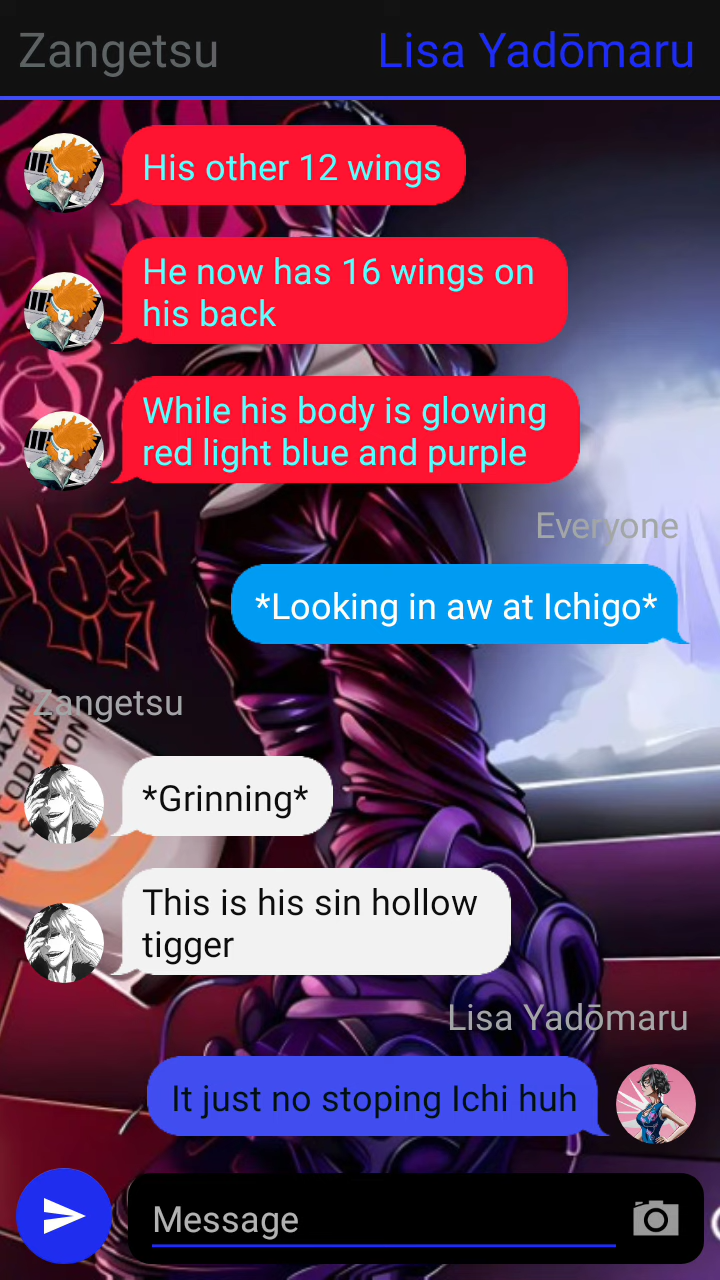 Zangetsu
Lisa Yadōmaru
His other 12 wings
He now has 16 wings on
his back
While his body is glowing
red light blue and purple
Everyone
*Looking in aw at Ichigo*
Zangetsu
*Grinning*
This is his sin hollow
tigger
Lisa Yadōmaru
It just no stoping Ichi huh
Message